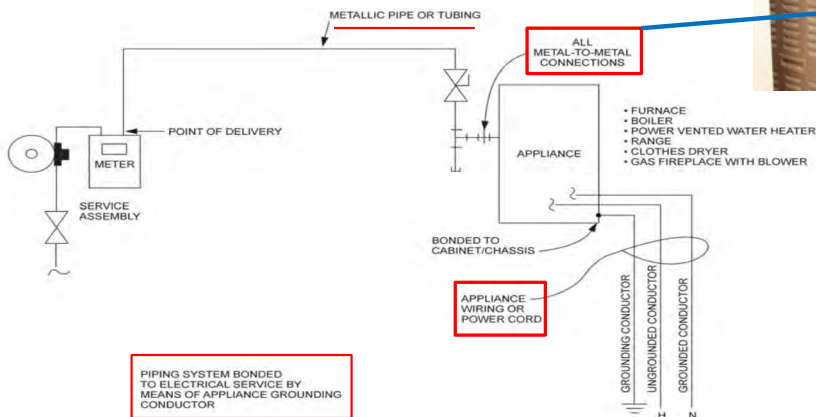 METALLIC PIPE OR TUBING
ALL
METAL-TO-METAL
CONNECTIONS
• FURNACE
• BOILER
• POWER VENTED WATER HEATER
• RANGE
• CLOTHES DRYER
• GAS FIREPLACE WITH BLOWER
POINT OF DELIVERY
METER
APPLIANCE
SERVICE
ASSEMBLY
BONDED TO
CABINET/CHASSIS
APPLIANCE
WIRING OR
POWER CORD
GROUNDING CONDUCTOR
UNGROUNDED CONDUCTOR
GROUNDED CONDUCTOR
PIPING SYSTEM BONDED
TO ELECTRICAL SERVICE BY
MEANS OF APPLIANCE GROUNDING
CONDUCTOR
H
N